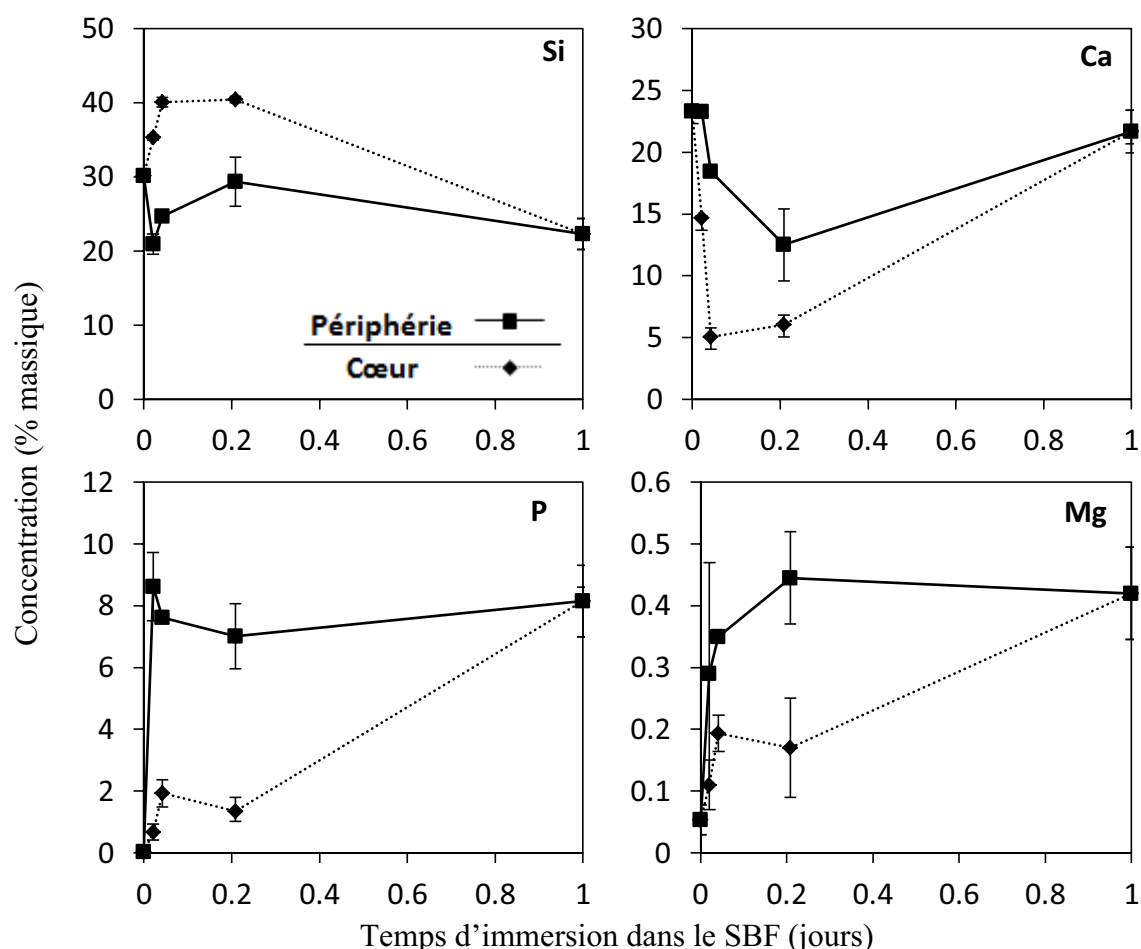 Concentration (% massique)
Si
50
40
30
20
10
0
Périphérie
Cœur
0 0.2 0.4 0.6 0.8 1
Ca
30
25
20
15
10
5
0
0 0.2 0.4 0.6 0.8 1
P
12
10
8
6
4
2
0
0 0.2 0.4 0.6 0.8 1
Mg
0.6
0.5
0.4
0.3
0.2
0.1
0
0 0.2 0.4 0.6 0.8 1
Temps d’immersion dans le SBF (jours)